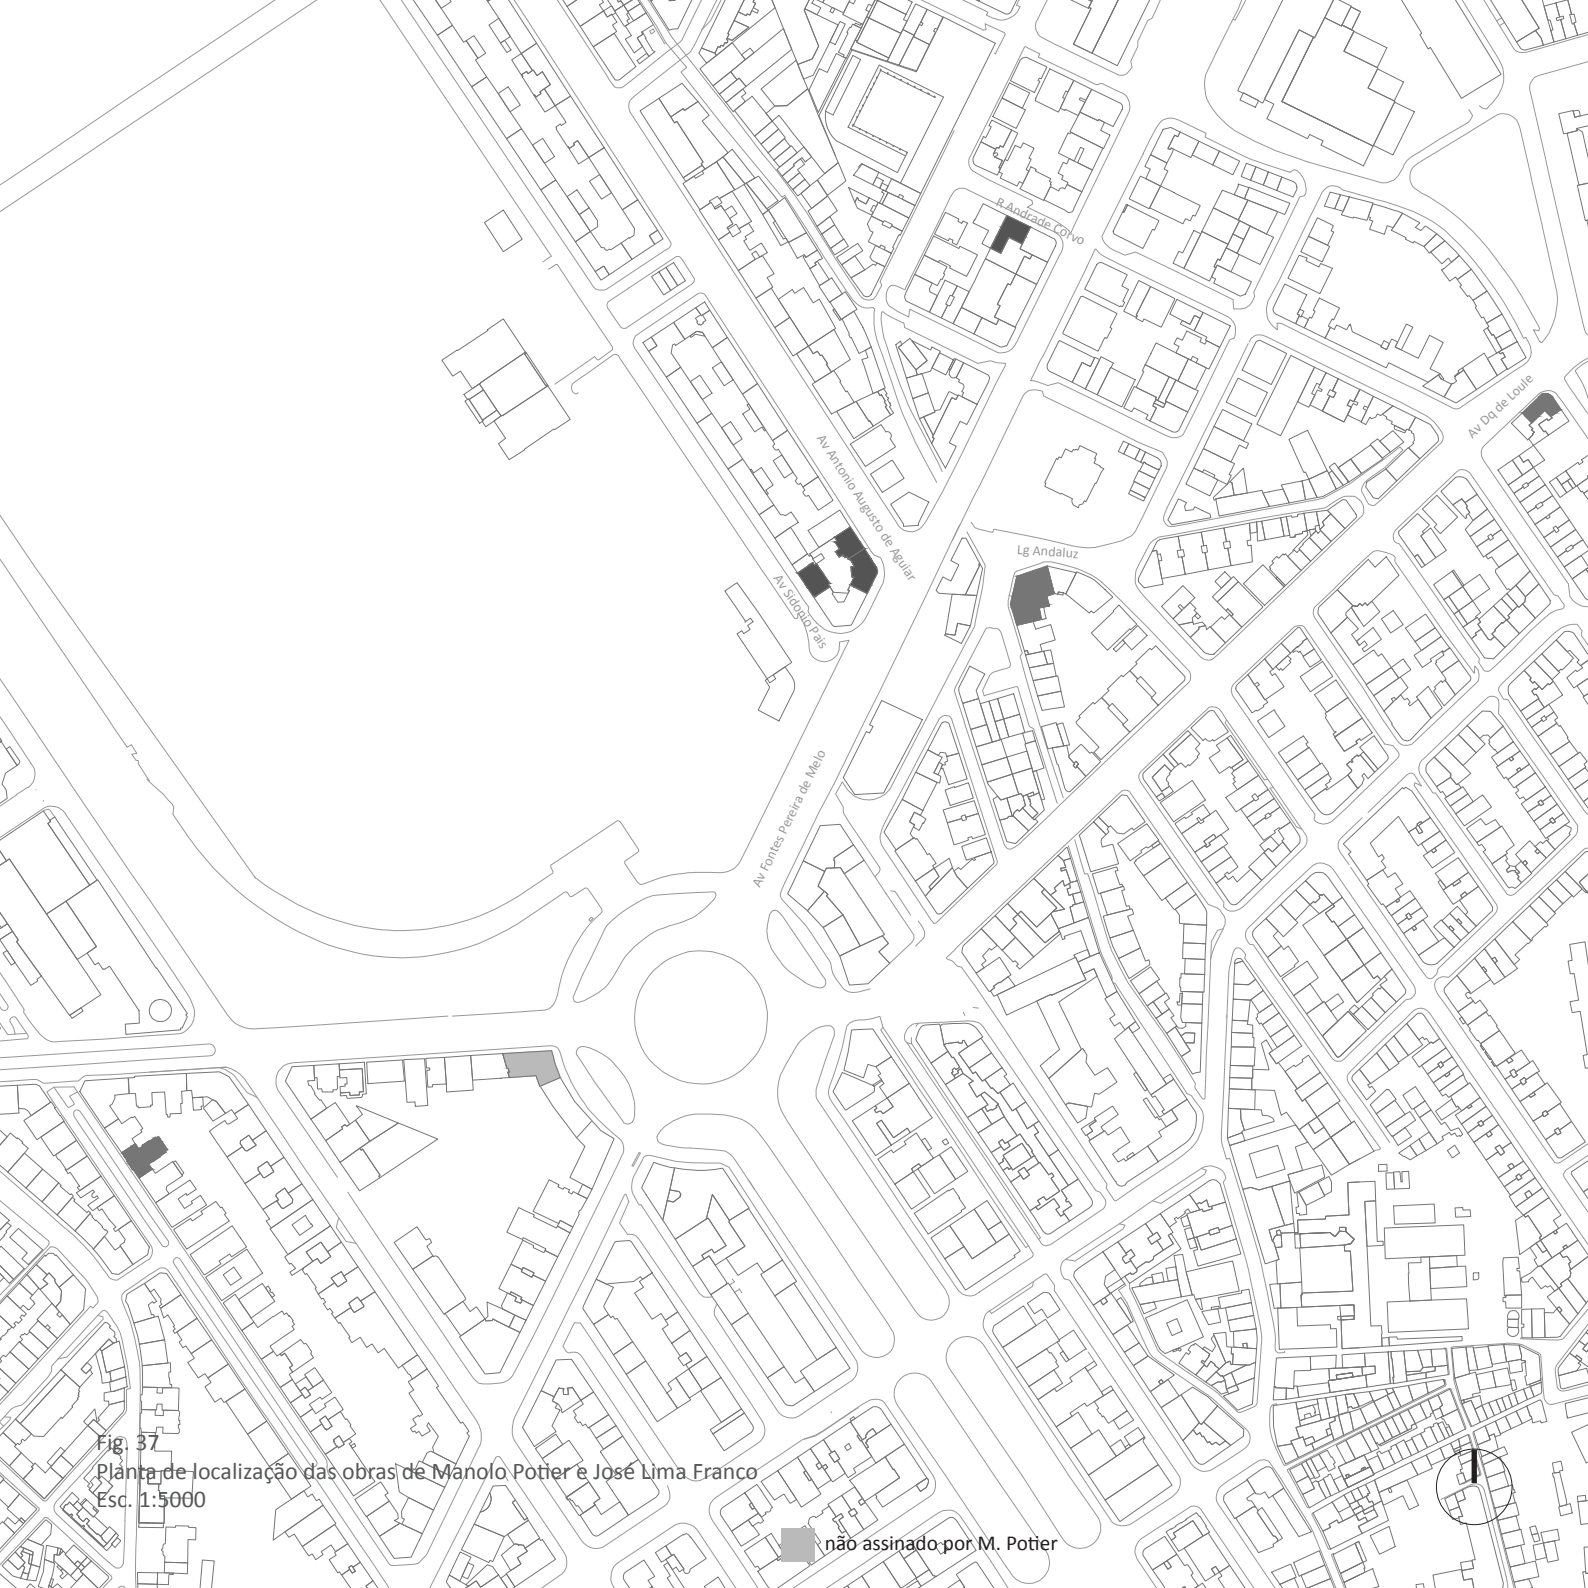 R Andrade Corvo
Av Dq de Loule
Av Antonio Augusto de Aguiar
Lg Andaluz
Av Sidonio Pais
Av Fontes Pereira de Melo
Fig. 37
Planta de localização das obras de Manolo Potier e José Lima Franco
Esc. 1:5000
não assinado por M. Potier